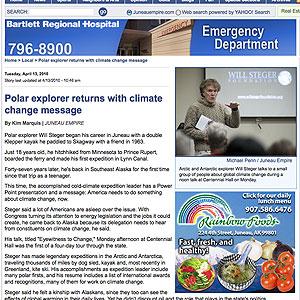 SEARCH:
Juneauempire.com
Web search powered by YAHOO! SEARCH
Bartlett Regional Hospital
796-8900
Emergency
Department
Home > Local > Polar explorer returns with climate change message
Tuesday, April 13, 2010
Story last updated at 4/13/2010 - 10:46 am
Polar explorer returns with climate
change message
By Kim Marquis | JUNEAU EMPIRE
Polar explorer Will Steger began his career in Juneau with a double
Klepper kayak he paddled to Skagway with a friend in 1963.
Just 18 years old, he hitchhiked from Minnesota to Prince Rupert,
boarded the ferry and made his first expedition in Lynn Canal.
Forty-seven years later, he's back in Southeast Alaska for the first time
since that trip as a teenager.
This time, the accomplished cold-climate expedition leader has a Power
Point presentation and a message: America needs to do something
about climate change, now.
Steger said a lot of Americans are asleep over the issue. With
Congress turning its attention to energy legislation and the jobs it could
create, he came back to Alaska because its delegation needs to hear
from constituents on climate change, he said.
His talk, titled "Eyewitness to Change," Monday afternoon at Centennial
Hall was the first of a four-day tour through the state.
Steger has made legendary expeditions in the Arctic and Antarctica,
traveling thousands of miles by dog sled, kayak and, most recently in
Greenland, kite ski. His accomplishments as expedition leader include
many polar firsts, and his resume includes a list of international awards
and recognitions, many of them for work on climate change.
Steger said he felt a kinship with Alaskans, since they too can see the
effects of global warming in their daily lives. Yet he didn't discount oil and the role that plays in the state's politics
WILL STEGER
FOUNDATION
Michael Penn / Juneau Empire
Arctic and Antarctic explorer Will Steger talks to a small
group of people about global climate change during a
noon talk at Centennial Hall on Monday.
Click for our daily
lunch menu
907.586.6476
Rainbow Foods
224 4th Street, Juneau, AK 99801
Fast, fresh, and
healthy!